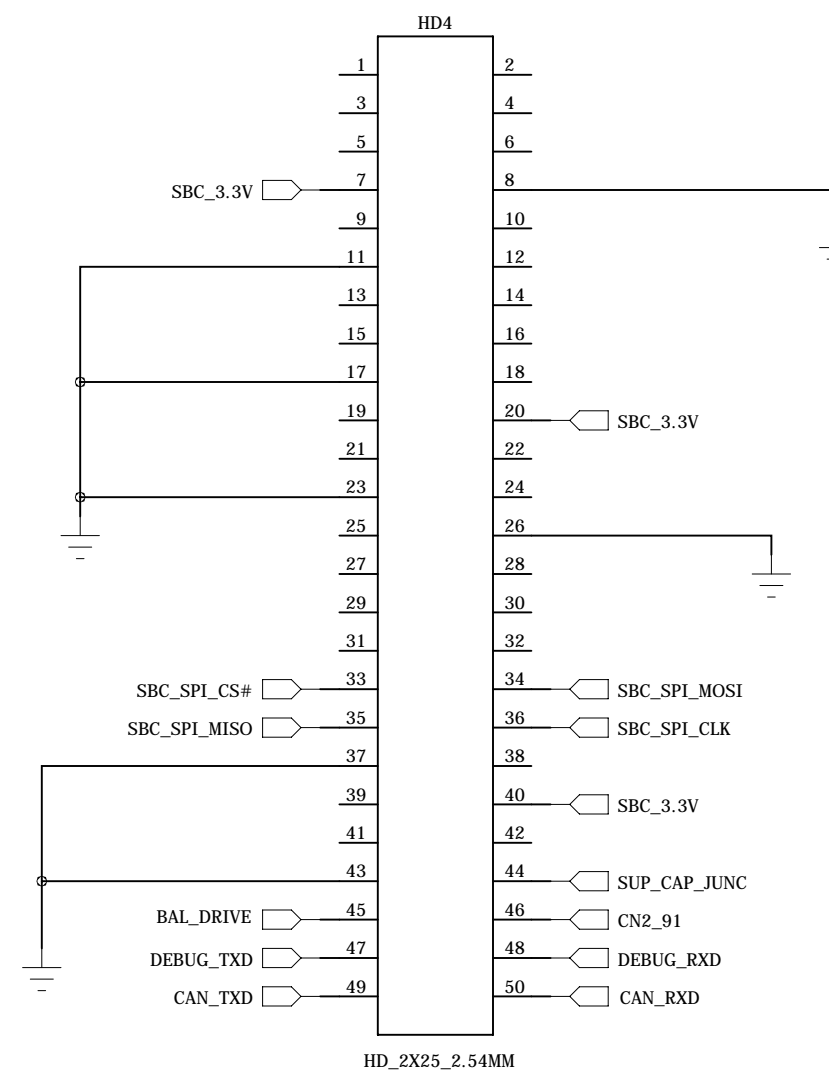 HD4
1 2
3 4
5 6
SBC_3.3V 7 8
9 10
11 12
13 14
15 16
17 18
19 20 SBC_3.3V
21 22
23 24
25 26
27 28
29 30
31 32
SBC_SPI_CS# 33 34 SBC_SPI_MOSI
SBC_SPI_MISO 35 36 SBC_SPI_CLK
37 38
39 40 SBC_3.3V
41 42
43 44 SUP_CAP_JUNC
BAL_DRIVE 45 46 CN2_91
DEBUG_TXD 47 48 DEBUG_RXD
CAN_TXD 49 50 CAN_RXD
HD_2X25_2.54MM